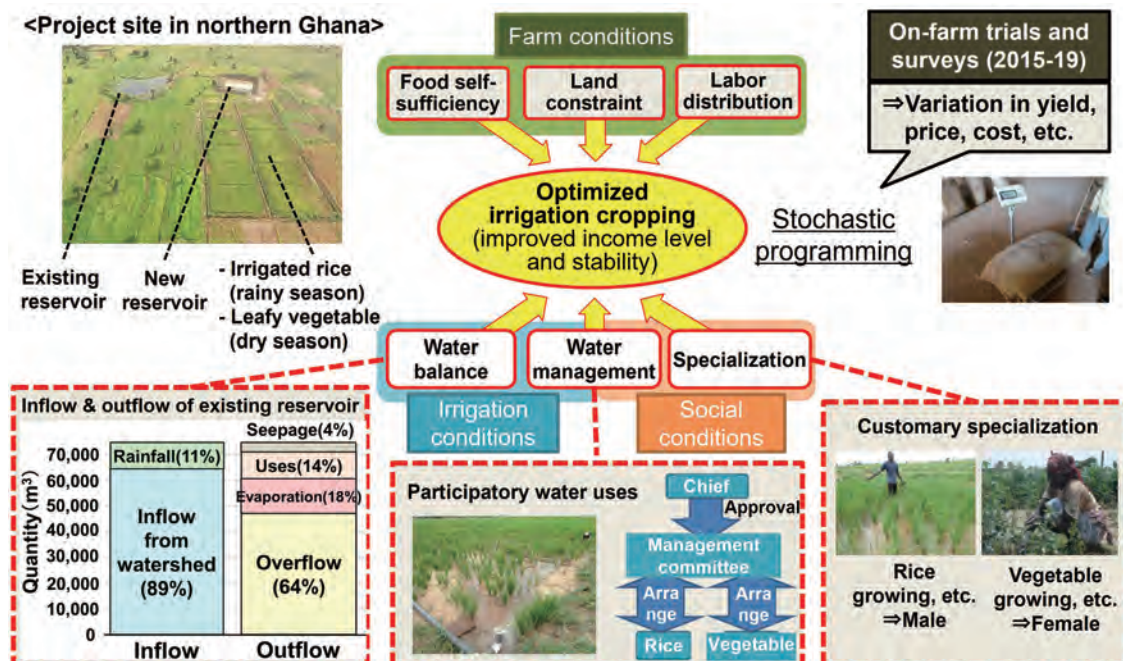 <Project site in northern Ghana>
Existing
reservoir
New
reservoir
- Irrigated rice
(rainy season)
- Leafy vegetable
(dry season)
Farm conditions
Food self-
sufficiency
Land
constraint
Labor
distribution
Optimized
irrigation cropping
(improved income level
and stability)
On-farm trials and
surveys (2015-19)
⇒Variation in yield,
price, cost, etc.
Stochastic
programming
Water
balance
Water
management
Specialization
Irrigation
conditions
Social
conditions
Inflow & outflow of existing reservoir
Quantity (m³)
70,000
60,000
50,000
40,000
30,000
20,000
10,000
0
Rainfall(11%)
Inflow
from
watershed
(89%)
Seepage(4%)
Uses(14%)
Evaporation(18%)
Overflow
(64%)
Inflow
Outflow
Participatory water uses
Chief
Approval
Management
committee
Arra
nge
Arra
nge
Rice
Vegetable
Customary specialization
Rice
growing, etc.
⇒Male
Vegetable
growing, etc.
⇒Female